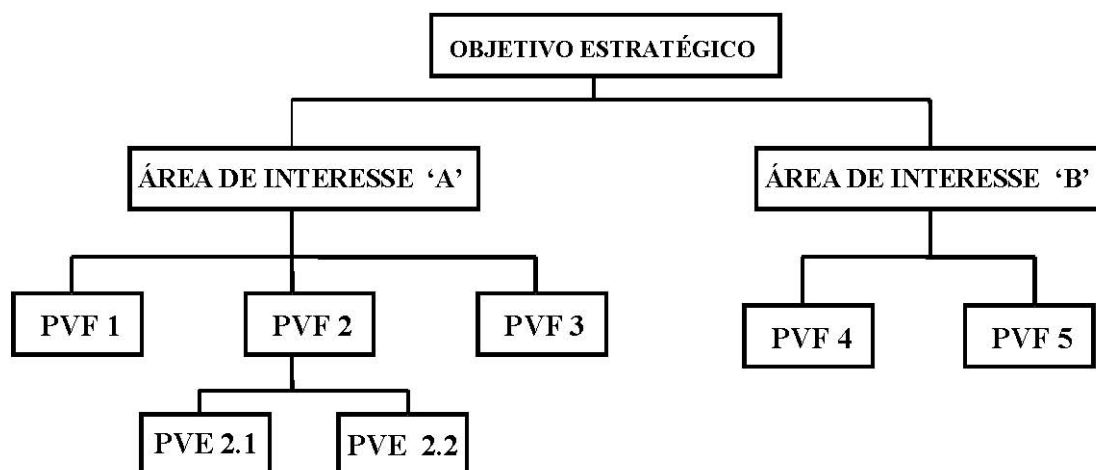 OBJETIVO ESTRATÉGICO
ÁREA DE INTERESSE ‘A’
ÁREA DE INTERESSE ‘B’
PVF 1
PVF 2
PVF 3
PVF 4
PVF 5
PVE 2.1
PVE 2.2